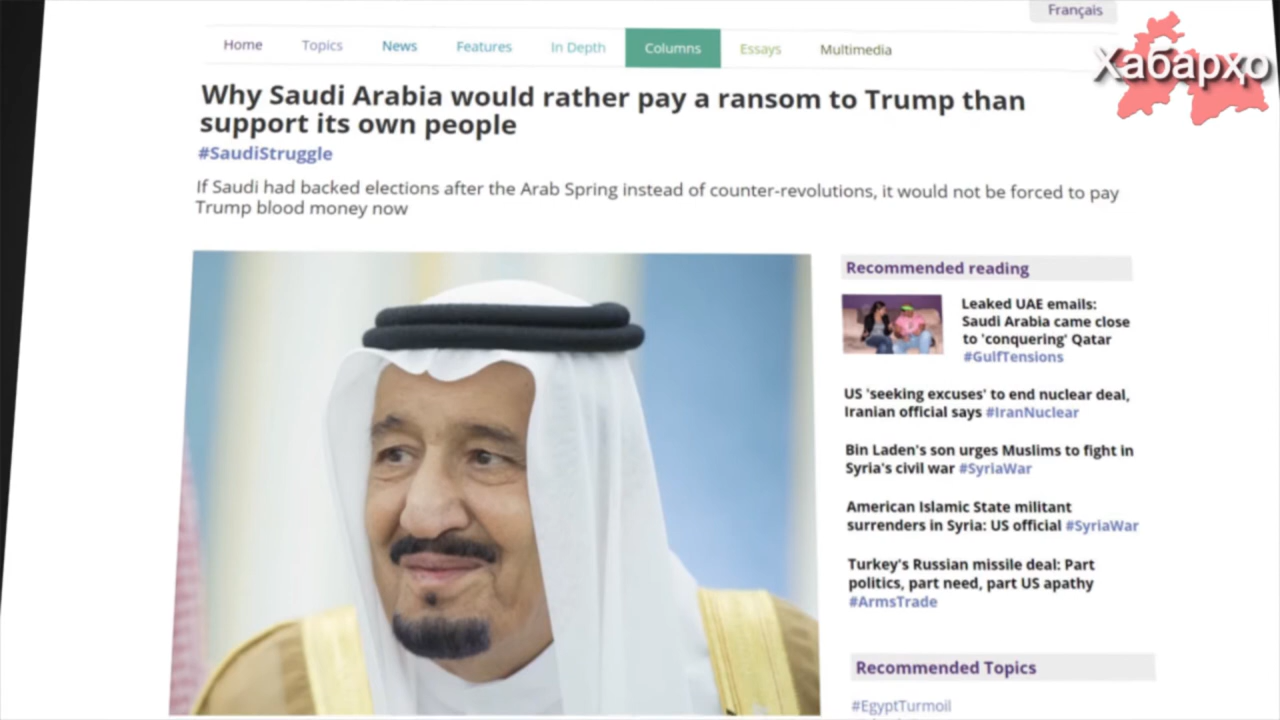 Français
Home Topics News Features In Depth Columns Essays Multimedia
Хабарҳо
Why Saudi Arabia would rather pay a ransom to Trump than
support its own people
#SaudiStruggle
If Saudi had backed elections after the Arab Spring instead of counter-revolutions, it would not be forced to pay
Trump blood money now
Recommended reading
Leaked UAE emails:
Saudi Arabia came close
to 'conquering' Qatar
#GulfTensions
US 'seeking excuses' to end nuclear deal,
Iranian official says #IranNuclear
Bin Laden's son urges Muslims to fight in
Syria's civil war #SyriaWar
American Islamic State militant
surrenders in Syria: US official #SyriaWar
Turkey's Russian missile deal: Part
politics, part need, part US apathy
#ArmsTrade
Recommended Topics
#EgyptTurmoil